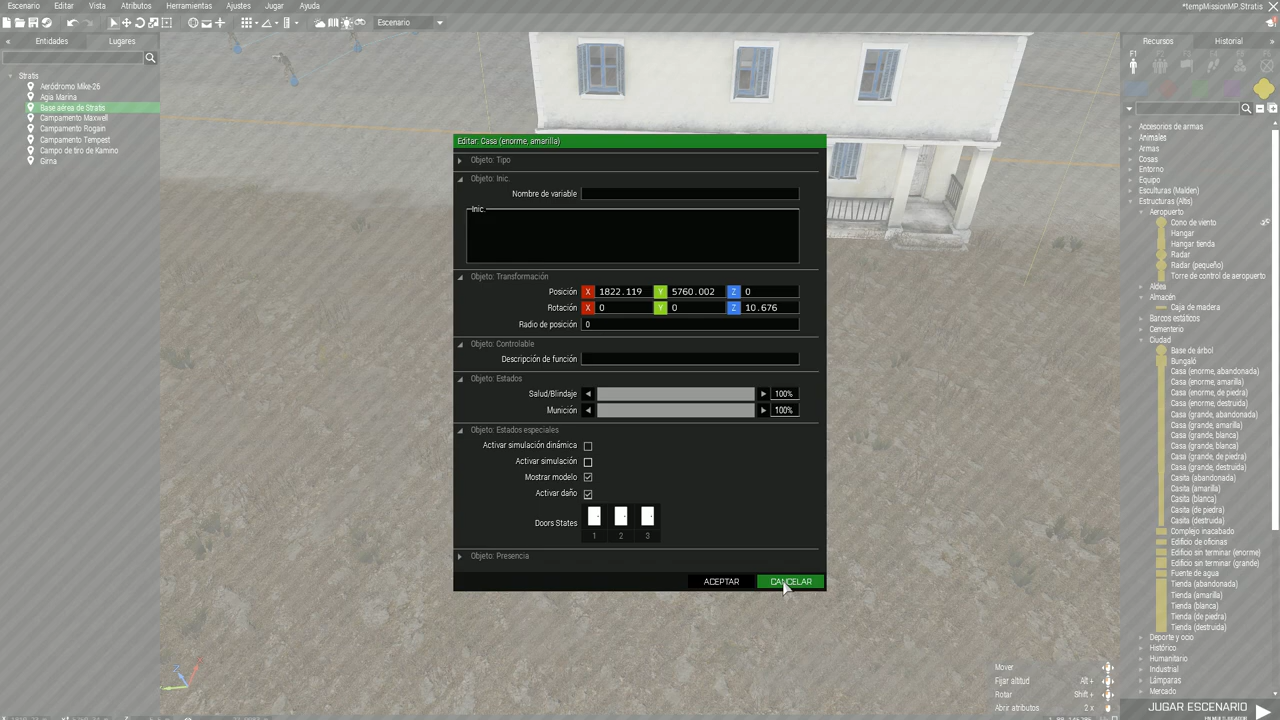 Escenario Editar Vista Atributos Herramientas Ajustes Jugar Ayuda
*tempMissionMP.Stratis
Escenario
Entidades Lugares
Stratis
Aeródromo Mike-26
Agia Marina
Base aérea de Stratis
Campamento Maxwell
Campamento Rogain
Campamento Tempest
Campo de tiro de Kamino
Girna
Editar: Casa (enorme, amarilla)
Objeto: Tipo
Objeto: Inic.
Nombre de variable
Inic.
Objeto: Transformación
Posición X 1822.119 Y 5760.002 Z 0
Rotación X 0 Y 0 Z 10.676
Radio de posición 0
Objeto: Controlable
Descripción de función
Objeto: Estados
Salud/Blindaje 100%
Munición 100%
Objeto: Estados especiales
Activar simulación dinámica
Activar simulación
Mostrar modelo
Activar daño
Doors States
1 2 3
Objeto: Presencia
ACEPTAR CANCELAR
Recursos Historial
F1
Accesorios de armas
Animales
Armas
Cosas
Entorno
Equipo
Esculturas (Malden)
Estructuras (Altis)
Aeropuerto
Cono de viento
Hangar
Hangar tienda
Radar
Radar (pequeño)
Torre de control de aeropuerto
Aldea
Almacén
Caja de madera
Barcos estáticos
Cementerio
Ciudad
Base de árbol
Bungaló
Casa (enorme, abandonada)
Casa (enorme, amarilla)
Casa (enorme, de piedra)
Casa (enorme, destruida)
Casa (grande, abandonada)
Casa (grande, amarilla)
Casa (grande, blanca)
Casa (grande, blanca)
Casa (grande, de piedra)
Casa (grande, destruida)
Casita (abandonada)
Casita (amarilla)
Casita (blanca)
Casita (de piedra)
Casita (destruida)
Complejo inacabado
Edificio de oficinas
Edificio sin terminar (enorme)
Edificio sin terminar (grande)
Fuente de agua
Tienda (abandonada)
Tienda (amarilla)
Tienda (blanca)
Tienda (de piedra)
Tienda (destruida)
Deporte y ocio
Histórico
Humanitario
Industrial
Lámparas
Mercado
Mover
Fijar altitud Alt +
Rotar Shift +
Abrir atributos 2 x
JUGAR ESCENARIO